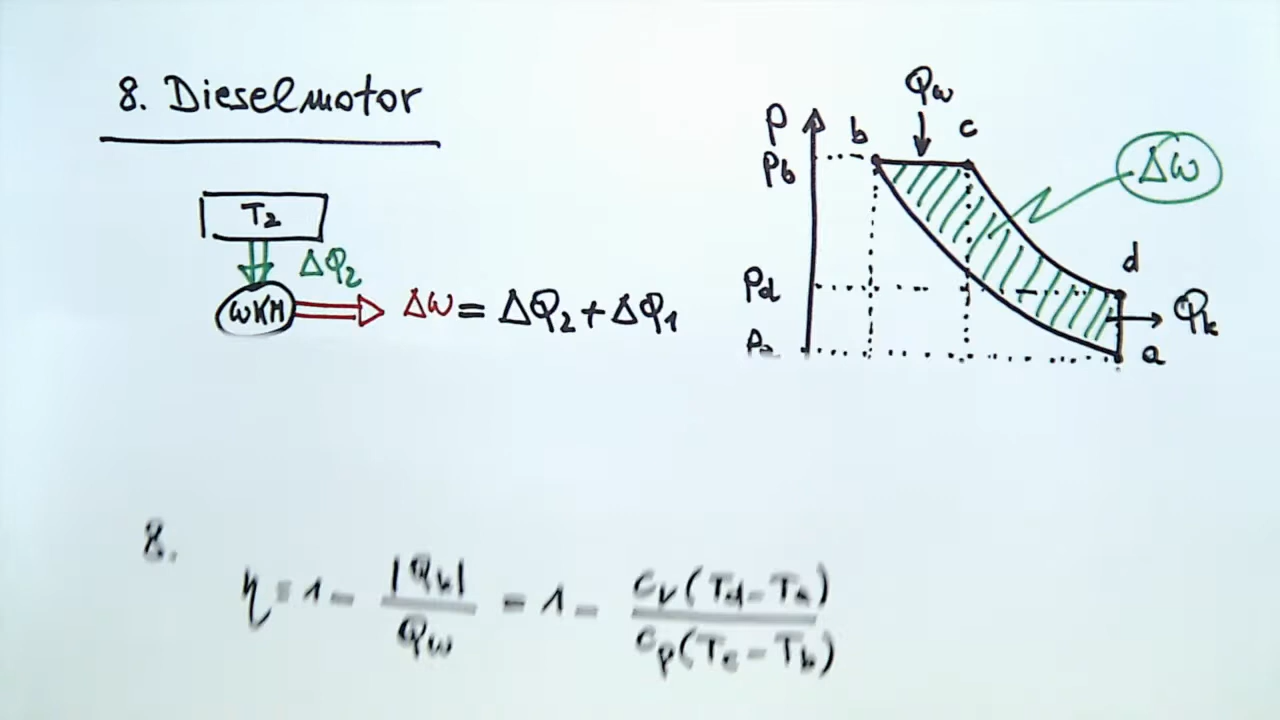 8. Dieselmotor
T₂
ΔQ₂
WKM ΔW = ΔQ₂ + ΔQ₁
Qw
p b c
pb
ΔW
d
pd
Qk
a
8.
η = 1 - |Qk| / Qw = 1 - cv(Td - Ta) / cp(Tc - Tb)